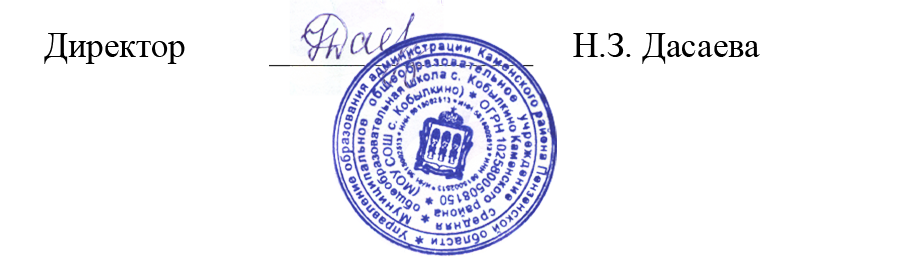 Директор Н.З. Дасаева
Управление образования администрации Каменского района Пензенской области *
Муниципальное общеобразовательное учреждение средняя *
общеобразовательная школа с. Кобылкино Каменского района *
(МОУ СОШ с. Кобылкино) * ОГРН 1025800508150 *